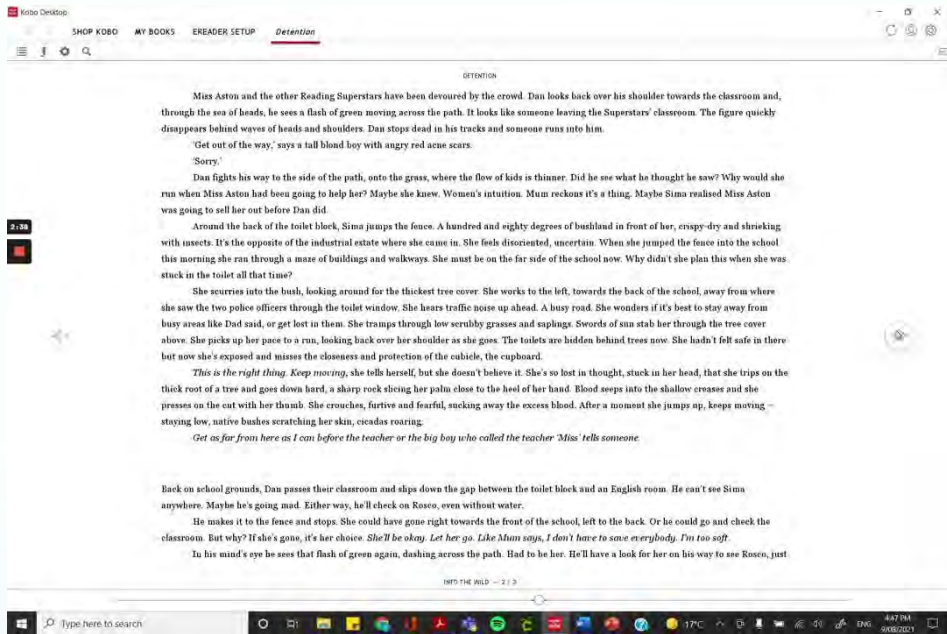 Kobo Desktop
SHOP KOBO MY BOOKS EREADER SETUP Detention
DETENTION
Miss Aston and the other Reading Superstars have been devoured by the crowd. Dan looks back over his shoulder towards the classroom and,
through the sea of heads, he sees a flash of green moving across the path. It looks like someone leaving the Superstars' classroom. The figure quickly
disappears behind waves of heads and shoulders. Dan stops dead in his tracks and someone runs into him.
'Get out of the way,' says a tall blond boy with angry red acne scars.
'Sorry.'
Dan fights his way to the side of the path, onto the grass, where the flow of kids is thinner. Did he see what he thought he saw? Why would she
run when Miss Aston had been going to help her? Maybe she knew. Women's intuition. Mum reckons it's a thing. Maybe Sima realised Miss Aston
was going to sell her out before Dan did.
Around the back of the toilet block, Sima jumps the fence. A hundred and eighty degrees of bushland in front of her, crispy-dry and shrieking
with insects. It's the opposite of the industrial estate where she came in. She feels disoriented, uncertain. When she jumped the fence into the school
this morning she ran through a maze of buildings and walkways. She must be on the far side of the school now. Why didn't she plan this when she was
stuck in the toilet all that time?
She scurries into the bush, looking around for the thickest tree cover. She works to the left, towards the back of the school, away from where
she saw the two police officers through the toilet window. She hears traffic noise up ahead. A busy road. She wonders if it's best to stay away from
busy areas like Dad said, or get lost in them. She tramps through low scrubby grasses and saplings. Swords of sun stab her through the tree cover
above. She picks up her pace to a run, looking back over her shoulder as she goes. The toilets are hidden behind trees now. She hadn't felt safe in there
but now she's exposed and misses the closeness and protection of the cubicle, the cupboard.
This is the right thing. Keep moving, she tells herself, but she doesn't believe it. She's so lost in thought, stuck in her head, that she trips on the
thick root of a tree and goes down hard, a sharp rock slicing her palm close to the heel of her hand. Blood seeps into the shallow creases and she
presses on the cut with her thumb. She crouches, furtive and fearful, sucking away the excess blood. After a moment she jumps up, keeps moving –
staying low, native bushes scratching her skin, cicadas roaring.
Get as far from here as I can before the teacher or the big boy who called the teacher 'Miss' tells someone.
Back on school grounds, Dan passes their classroom and slips down the gap between the toilet block and an English room. He can't see Sima
anywhere. Maybe he's going mad. Either way, he'll check on Rosco, even without water.
He makes it to the fence and stops. She could have gone right towards the front of the school, left to the back. Or he could go and check the
classroom. But why? If she's gone, it's her choice. She'll be okay. Let her go. Like Mum says, I don't have to save everybody. I'm too soft.
In his mind's eye he sees that flash of green again, dashing across the path. Had to be her. He'll have a look for her on his way to see Rosco, just
INTO THE WILD – 2 / 3
2:38
Type here to search
17°C
ENG
4:47 PM
9/08/2021